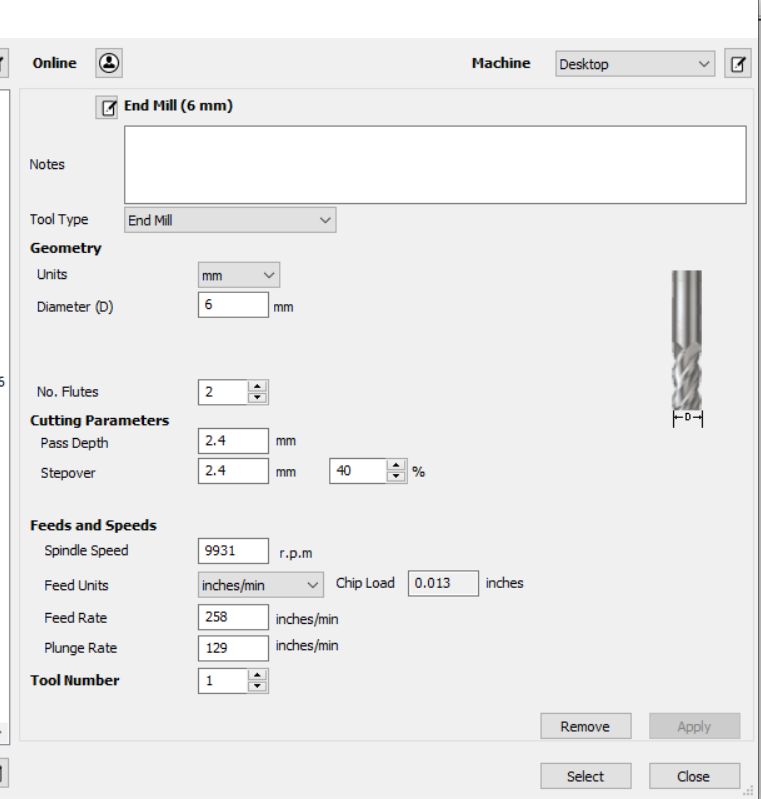 Online
Machine Desktop
End Mill (6 mm)
Notes
Tool Type End Mill
Geometry
Units mm
Diameter (D) 6 mm
No. Flutes 2
Cutting Parameters
Pass Depth 2.4 mm
Stepover 2.4 mm 40 %
D
Feeds and Speeds
Spindle Speed 9931 r.p.m
Feed Units inches/min Chip Load 0.013 inches
Feed Rate 258 inches/min
Plunge Rate 129 inches/min
Tool Number 1
Remove Apply
Select Close